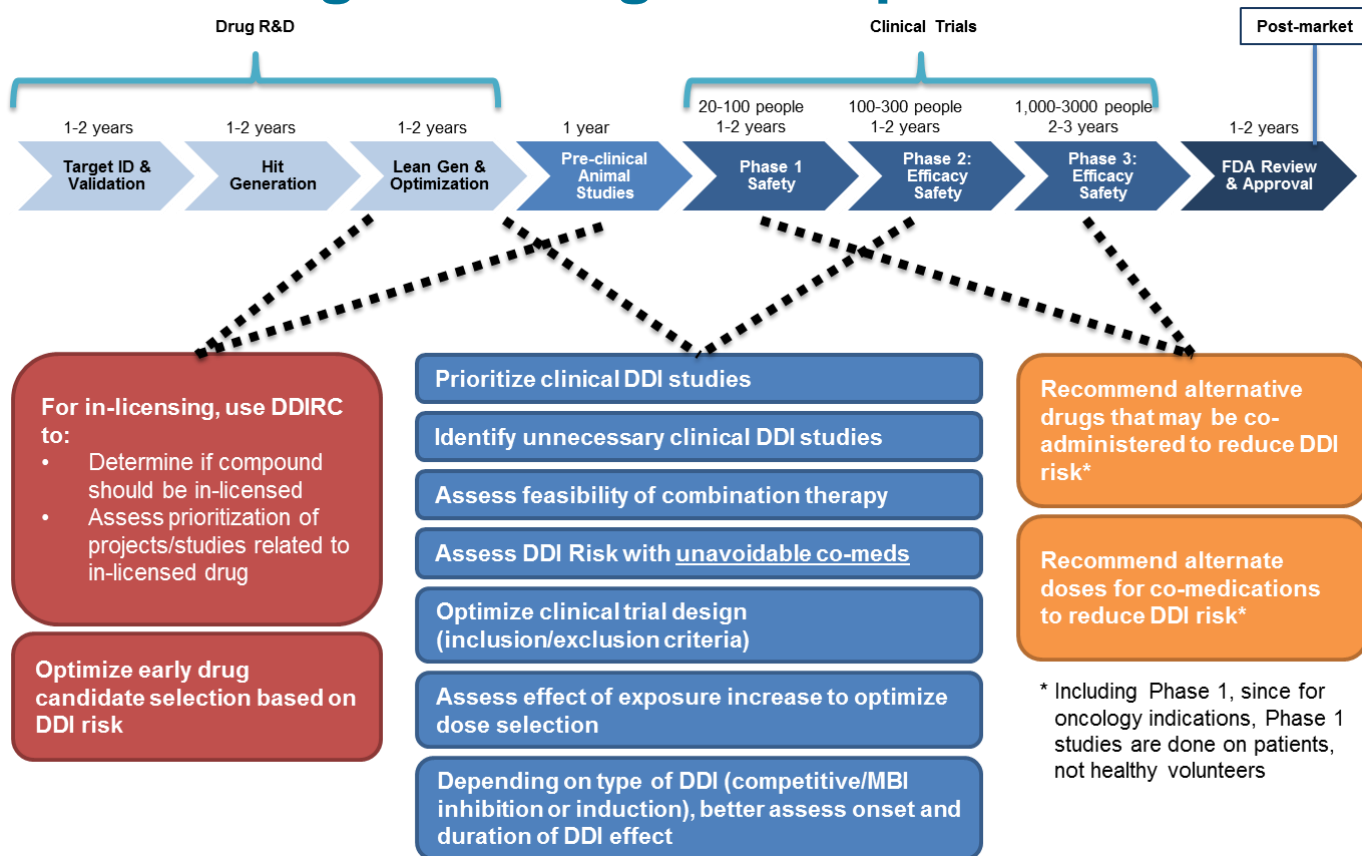 Drug R&D
Clinical Trials
Post-market
20-100 people
100-300 people
1,000-3000 people
1-2 years
1-2 years
1-2 years
1 year
1-2 years
1-2 years
2-3 years
1-2 years
Target ID &
Validation
Hit
Generation
Lean Gen &
Optimization
Pre-clinical
Animal
Studies
Phase 1
Safety
Phase 2:
Efficacy
Safety
Phase 3:
Efficacy
Safety
FDA Review
& Approval
For in-licensing, use DDIRC
to:
• Determine if compound
should be in-licensed
• Assess prioritization of
projects/studies related to
in-licensed drug
Optimize early drug
candidate selection based on
DDI risk
Prioritize clinical DDI studies
Identify unnecessary clinical DDI studies
Assess feasibility of combination therapy
Assess DDI Risk with unavoidable co-meds
Optimize clinical trial design
(inclusion/exclusion criteria)
Assess effect of exposure increase to optimize
dose selection
Depending on type of DDI (competitive/MBI
inhibition or induction), better assess onset and
duration of DDI effect
Recommend alternative
drugs that may be co-
administered to reduce DDI
risk*
Recommend alternate
doses for co-medications
to reduce DDI risk*
* Including Phase 1, since for
oncology indications, Phase 1
studies are done on patients,
not healthy volunteers